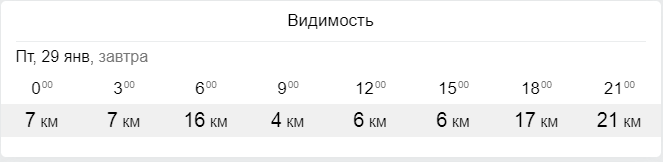 Видимость
Пт, 29 янв, завтра
0⁰⁰ 3⁰⁰ 6⁰⁰ 9⁰⁰ 12⁰⁰ 15⁰⁰ 18⁰⁰ 21⁰⁰
7 км 7 км 16 км 4 км 6 км 6 км 17 км 21 км